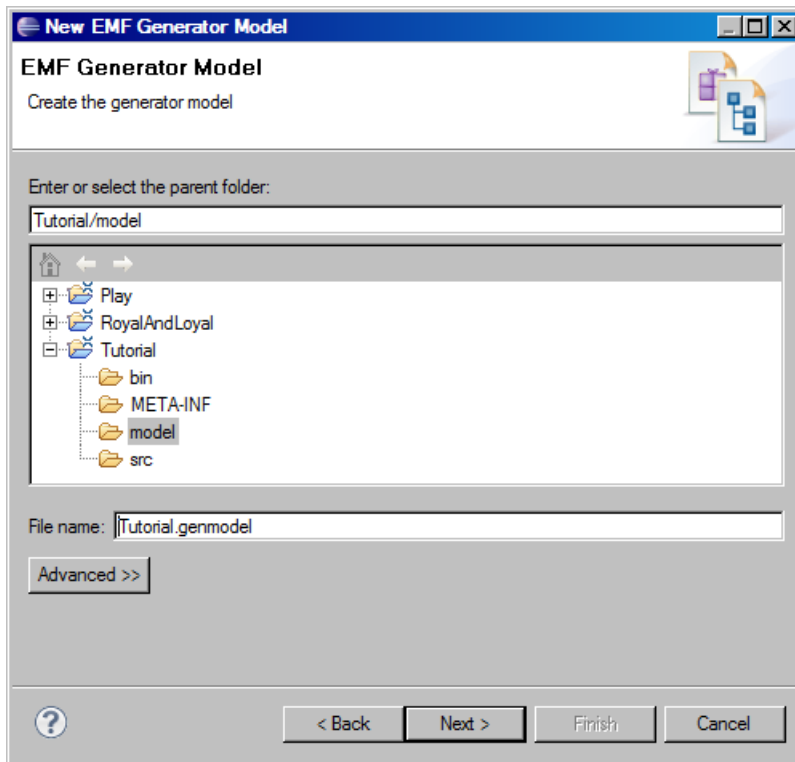 New EMF Generator Model
EMF Generator Model
Create the generator model
Enter or select the parent folder:
Tutorial/model
Play
RoyalAndLoyal
Tutorial
bin
META-INF
model
src
File name: Tutorial.genmodel
Advanced >>
? < Back Next > Finish Cancel